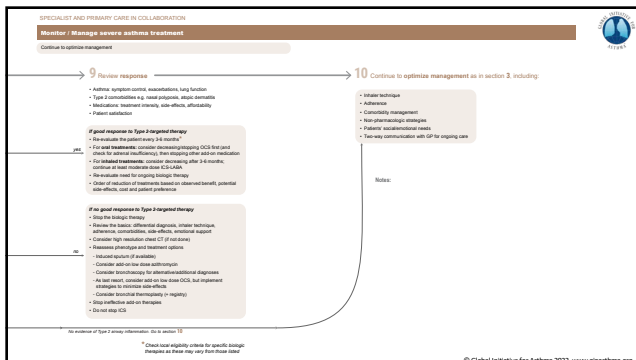 SPECIALIST AND PRIMARY CARE IN COLLABORATION
Monitor / Manage severe asthma treatment
Continue to optimize management
GLOBAL INITIATIVE FOR
ASTHMA
9 Review response
• Asthma: symptom control, exacerbations, lung function
• Type 2 comorbidities e.g. nasal polyposis, atopic dermatitis
• Medications: treatment intensity, side-effects, affordability
• Patient satisfaction
yes
If good response to Type 2-targeted therapy
• Re-evaluate the patient every 3-6 months*
• For oral treatments: consider decreasing/stopping OCS first (and
check for adrenal insufficiency), then stopping other add-on medication
• For inhaled treatments: consider decreasing after 3-6 months;
continue at least moderate dose ICS-LABA
• Re-evaluate need for ongoing biologic therapy
• Order of reduction of treatments based on observed benefit, potential
side-effects, cost and patient preference
no
If no good response to Type 2-targeted therapy
• Stop the biologic therapy
• Review the basics: differential diagnosis, inhaler technique,
adherence, comorbidities, side-effects, emotional support
• Consider high resolution chest CT (if not done)
• Reassess phenotype and treatment options
- Induced sputum (if available)
- Consider add-on low dose azithromycin
- Consider bronchoscopy for alternative/additional diagnoses
- As last resort, consider add-on low dose OCS, but implement
strategies to minimize side-effects
- Consider bronchial thermoplasty (+ registry)
• Stop ineffective add-on therapies
• Do not stop ICS
No evidence of Type 2 airway inflammation. Go to section 10
* Check local eligibility criteria for specific biologic
therapies as these may vary from those listed
10 Continue to optimize management as in section 3, including:
• Inhaler technique
• Adherence
• Comorbidity management
• Non-pharmacologic strategies
• Patients' social/emotional needs
• Two-way communication with GP for ongoing care
Notes: